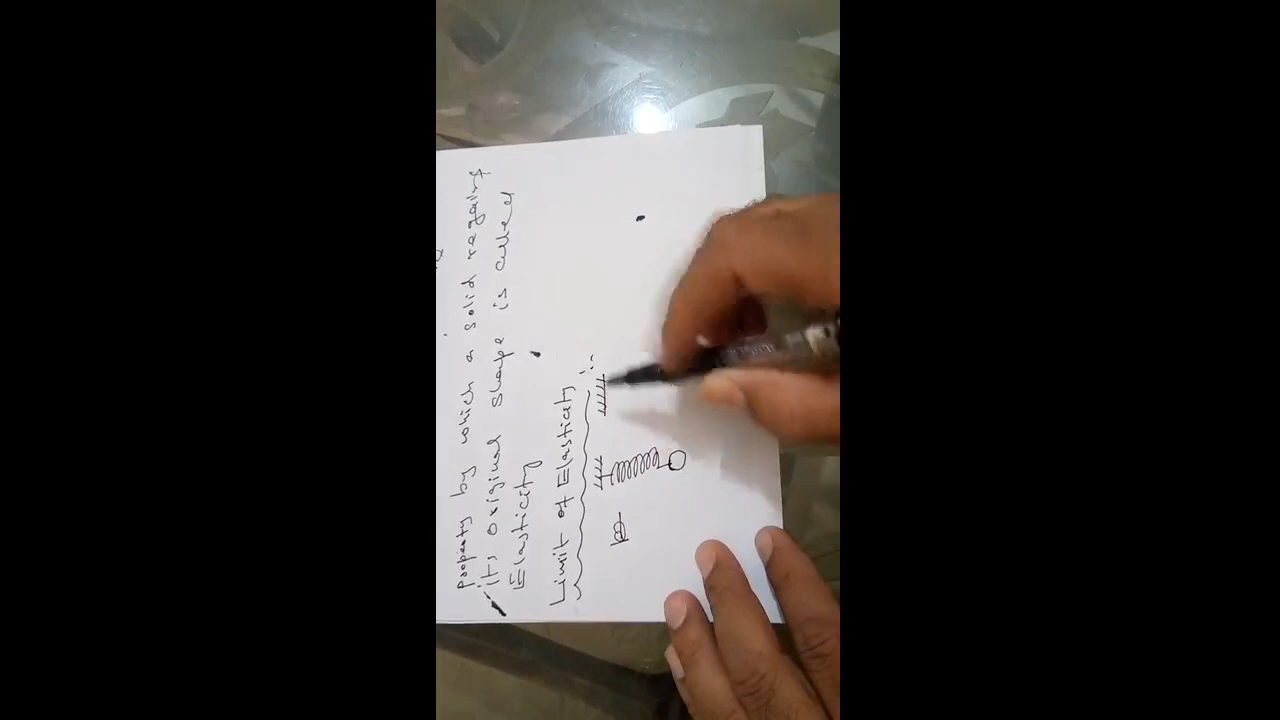 property by which a solid regains
its original shape is called
Elasticity
Limit of Elasticity :-